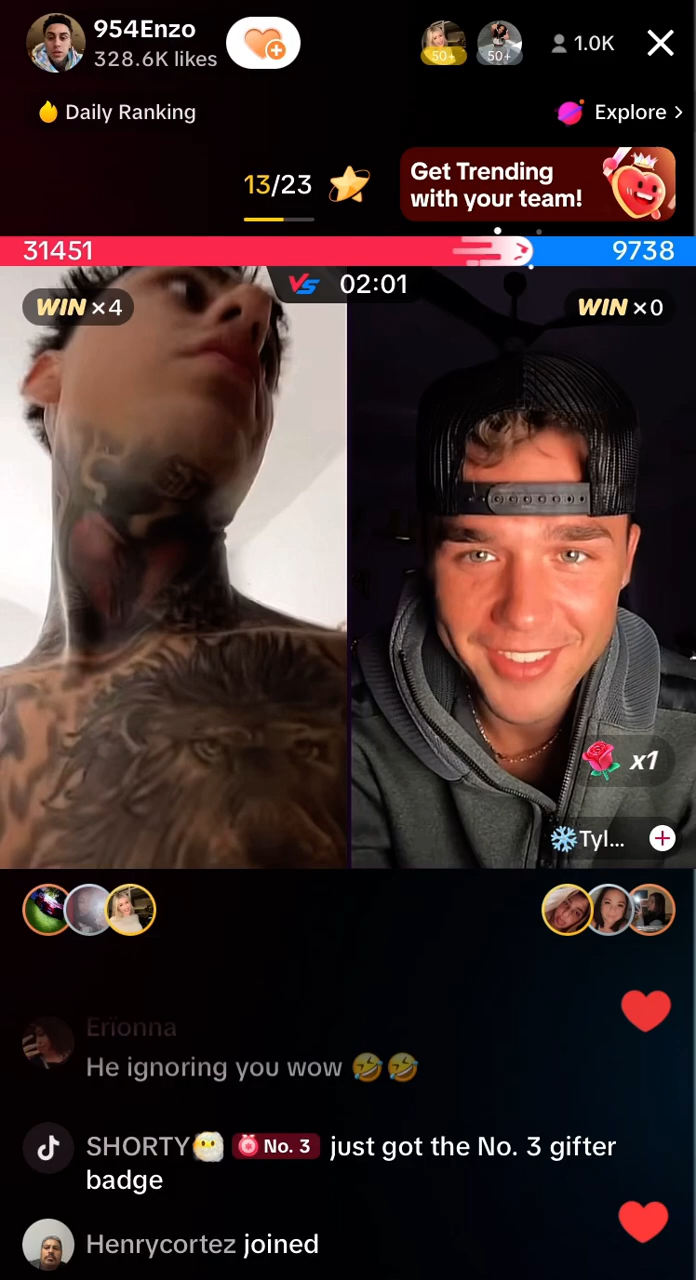 954Enzo
328.6K likes
50+
50+
1.0K
Daily Ranking
Explore >
13/23
Get Trending
with your team!
31451
9738
VS 02:01
WIN ×4
WIN ×0
x1
Tyl...
Erïonna
He ignoring you wow 🤣🤣
SHORTY No. 3 just got the No. 3 gifter
badge
Henrycortez joined